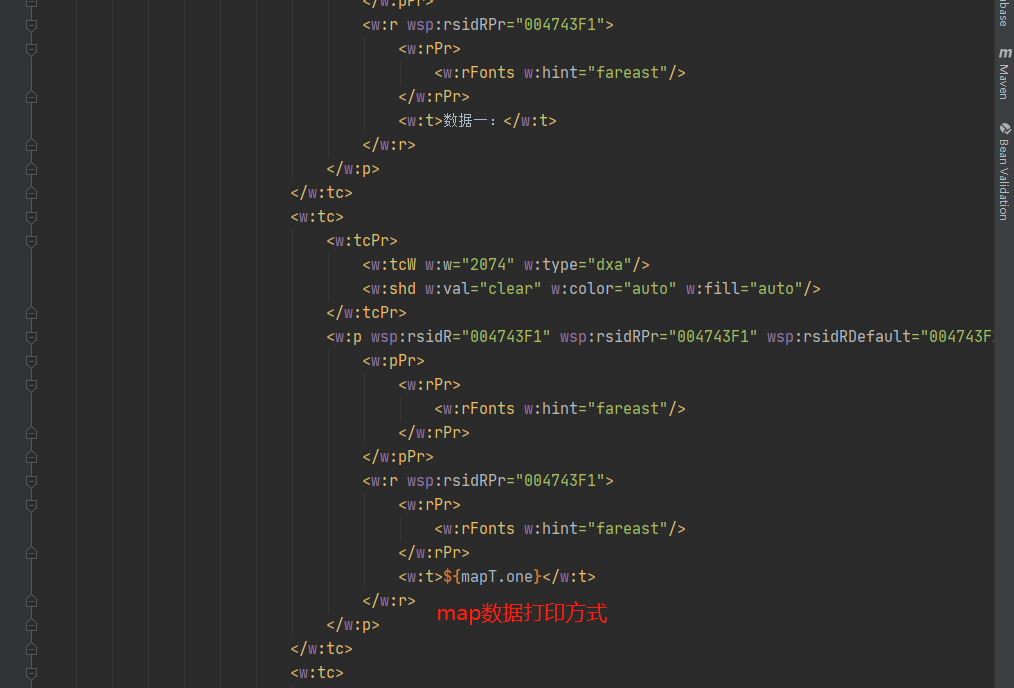 </w:pPr>
<w:r wsp:rsidRPr="004743F1">
<w:rPr>
<w:rFonts w:hint="fareast"/>
</w:rPr>
<w:t>数据一：</w:t>
</w:r>
</w:p>
</w:tc>
<w:tc>
<w:tcPr>
<w:tcW w:w="2074" w:type="dxa"/>
<w:shd w:val="clear" w:color="auto" w:fill="auto"/>
</w:tcPr>
<w:p wsp:rsidR="004743F1" wsp:rsidRPr="004743F1" wsp:rsidRDefault="004743F
<w:pPr>
<w:rPr>
<w:rFonts w:hint="fareast"/>
</w:rPr>
</w:pPr>
<w:r wsp:rsidRPr="004743F1">
<w:rPr>
<w:rFonts w:hint="fareast"/>
</w:rPr>
<w:t>${mapT.one}</w:t>
</w:r>
map数据打印方式
</w:p>
</w:tc>
<w:tc>
base
m Maven
Bean Validation